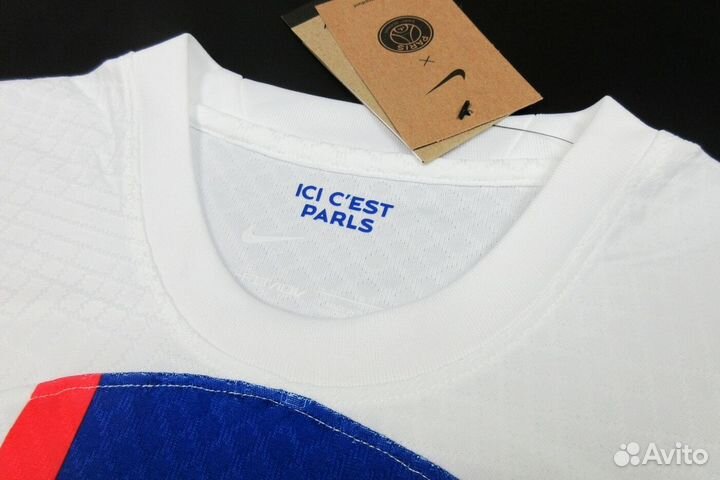 PARIS
×
ICI C'EST
PARLS
Avito